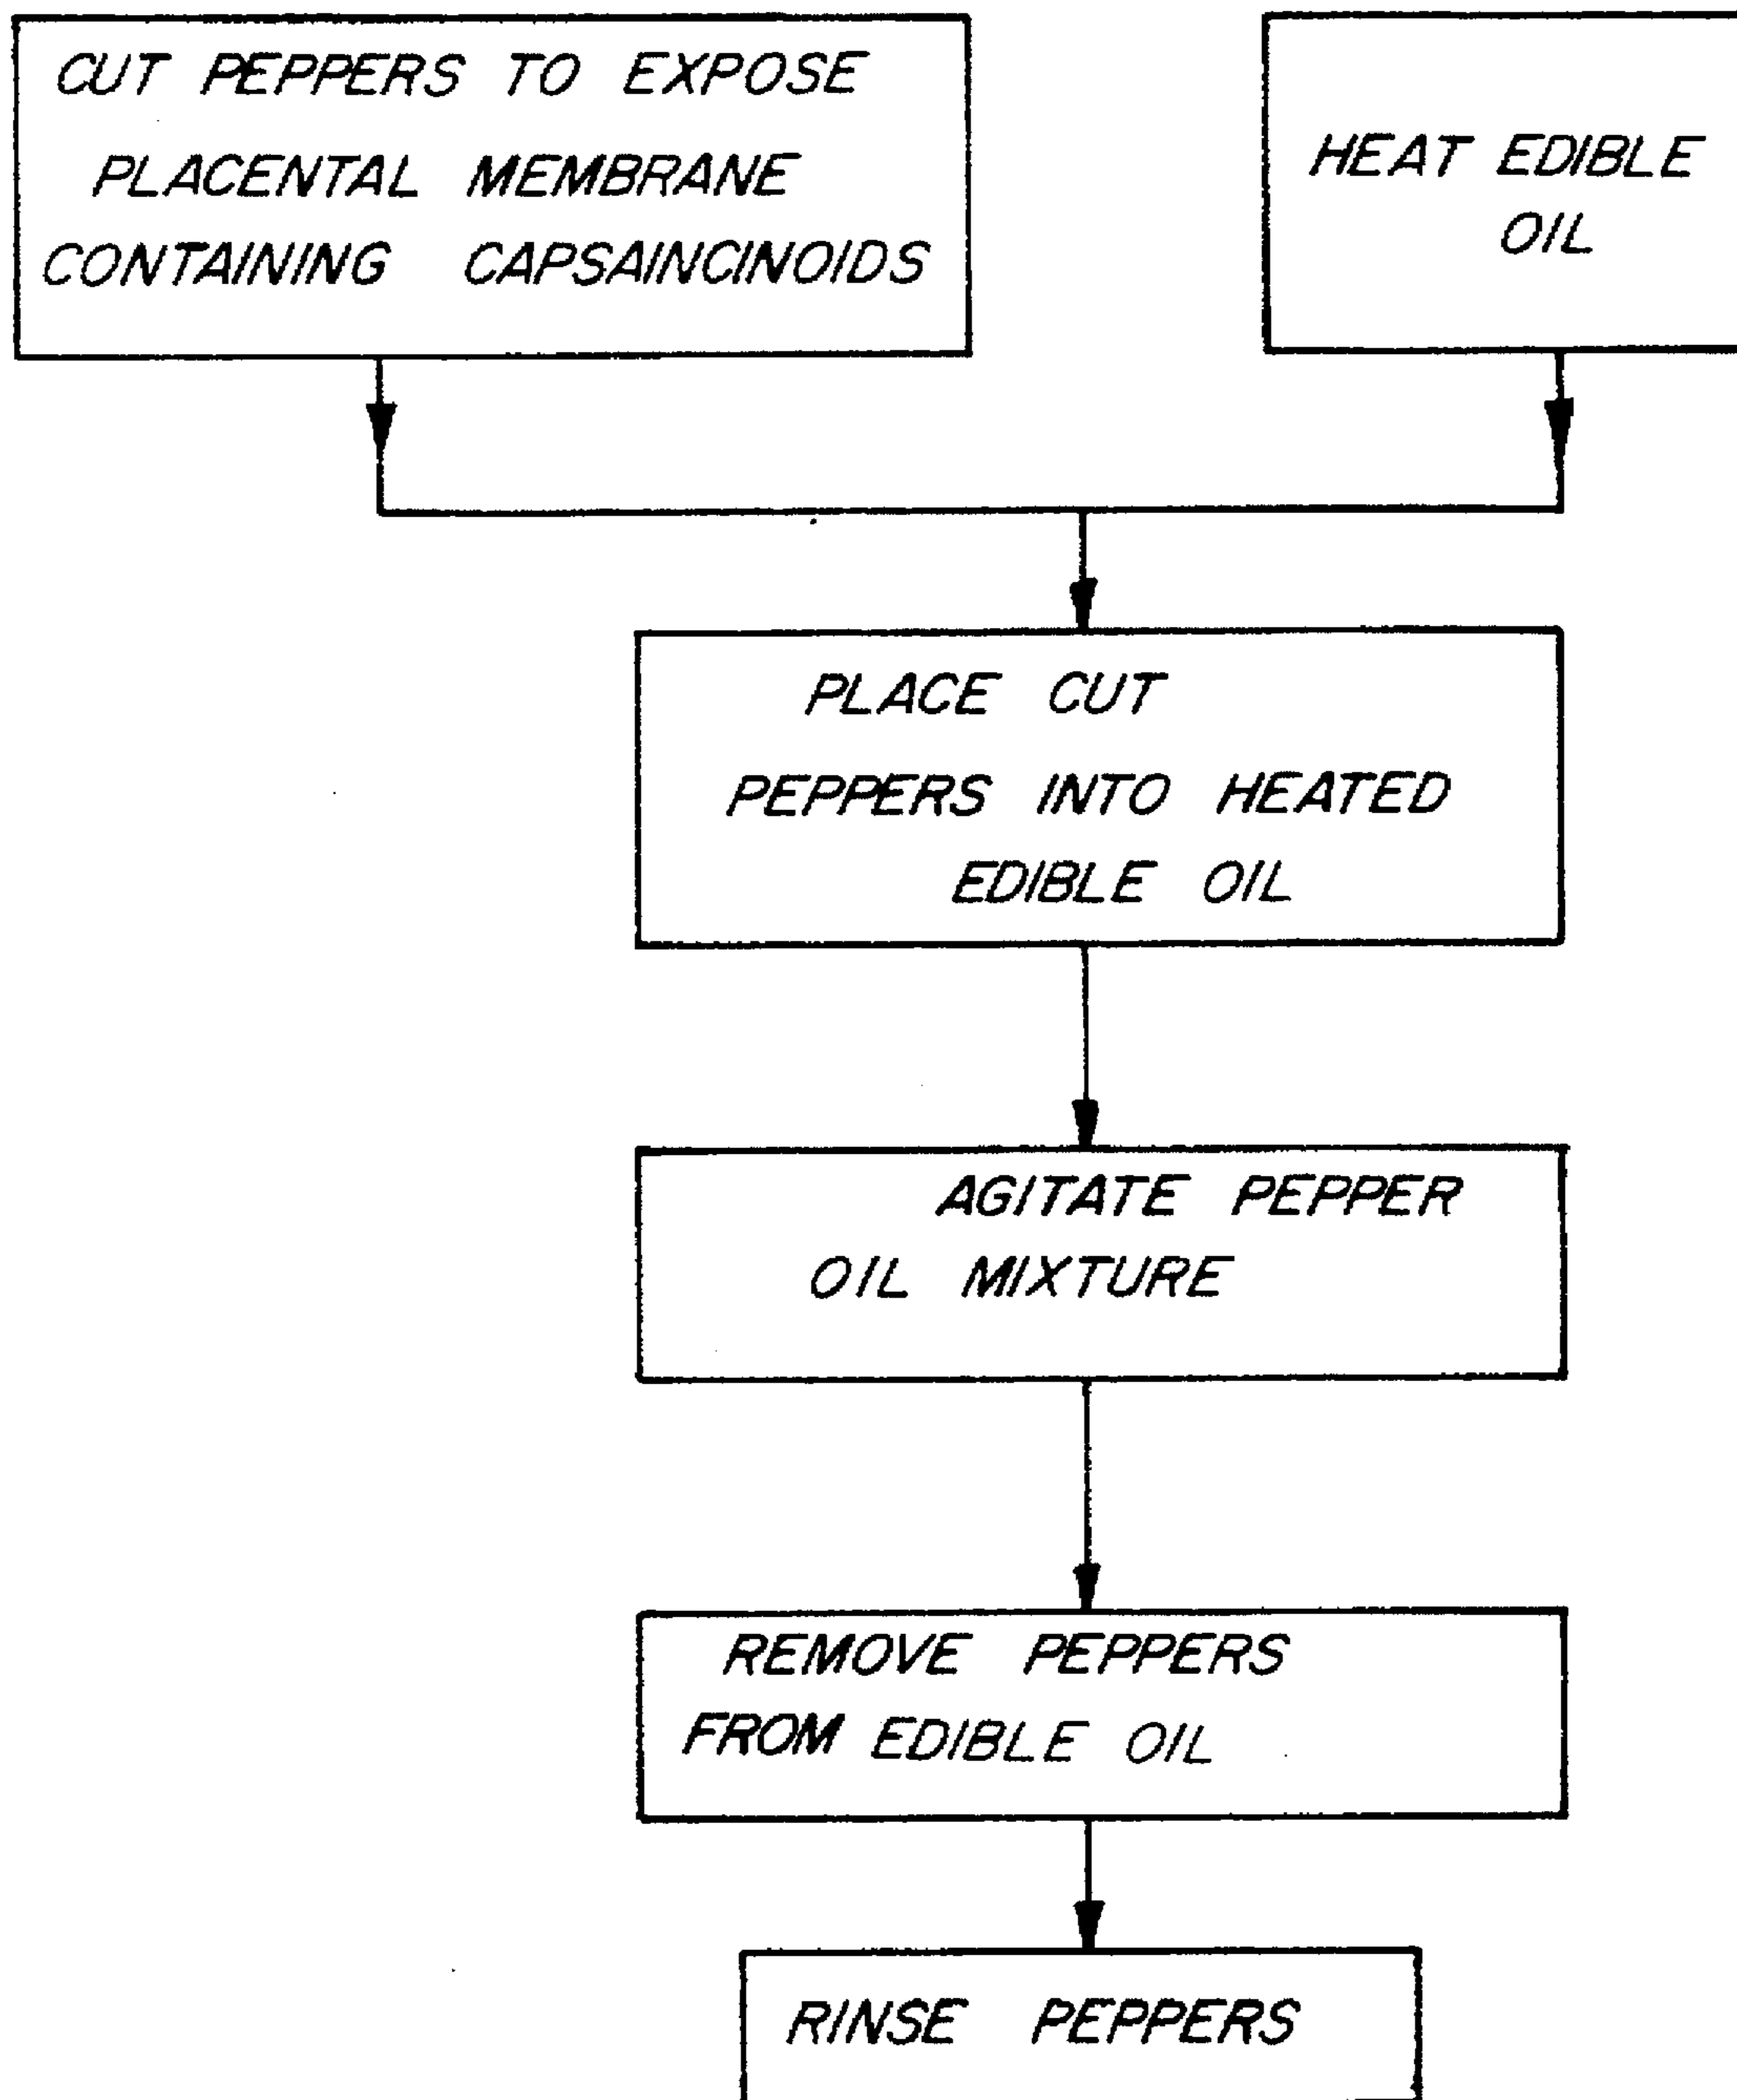 CUT PEPPERS TO EXPOSE
PLACENTAL MEMBRANE
CONTAINING CAPSAINCINOIDS
HEAT EDIBLE
OIL
PLACE CUT
PEPPERS INTO HEATED
EDIBLE OIL
AGITATE PEPPER
OIL MIXTURE
REMOVE PEPPERS
FROM EDIBLE OIL
RINSE PEPPERS